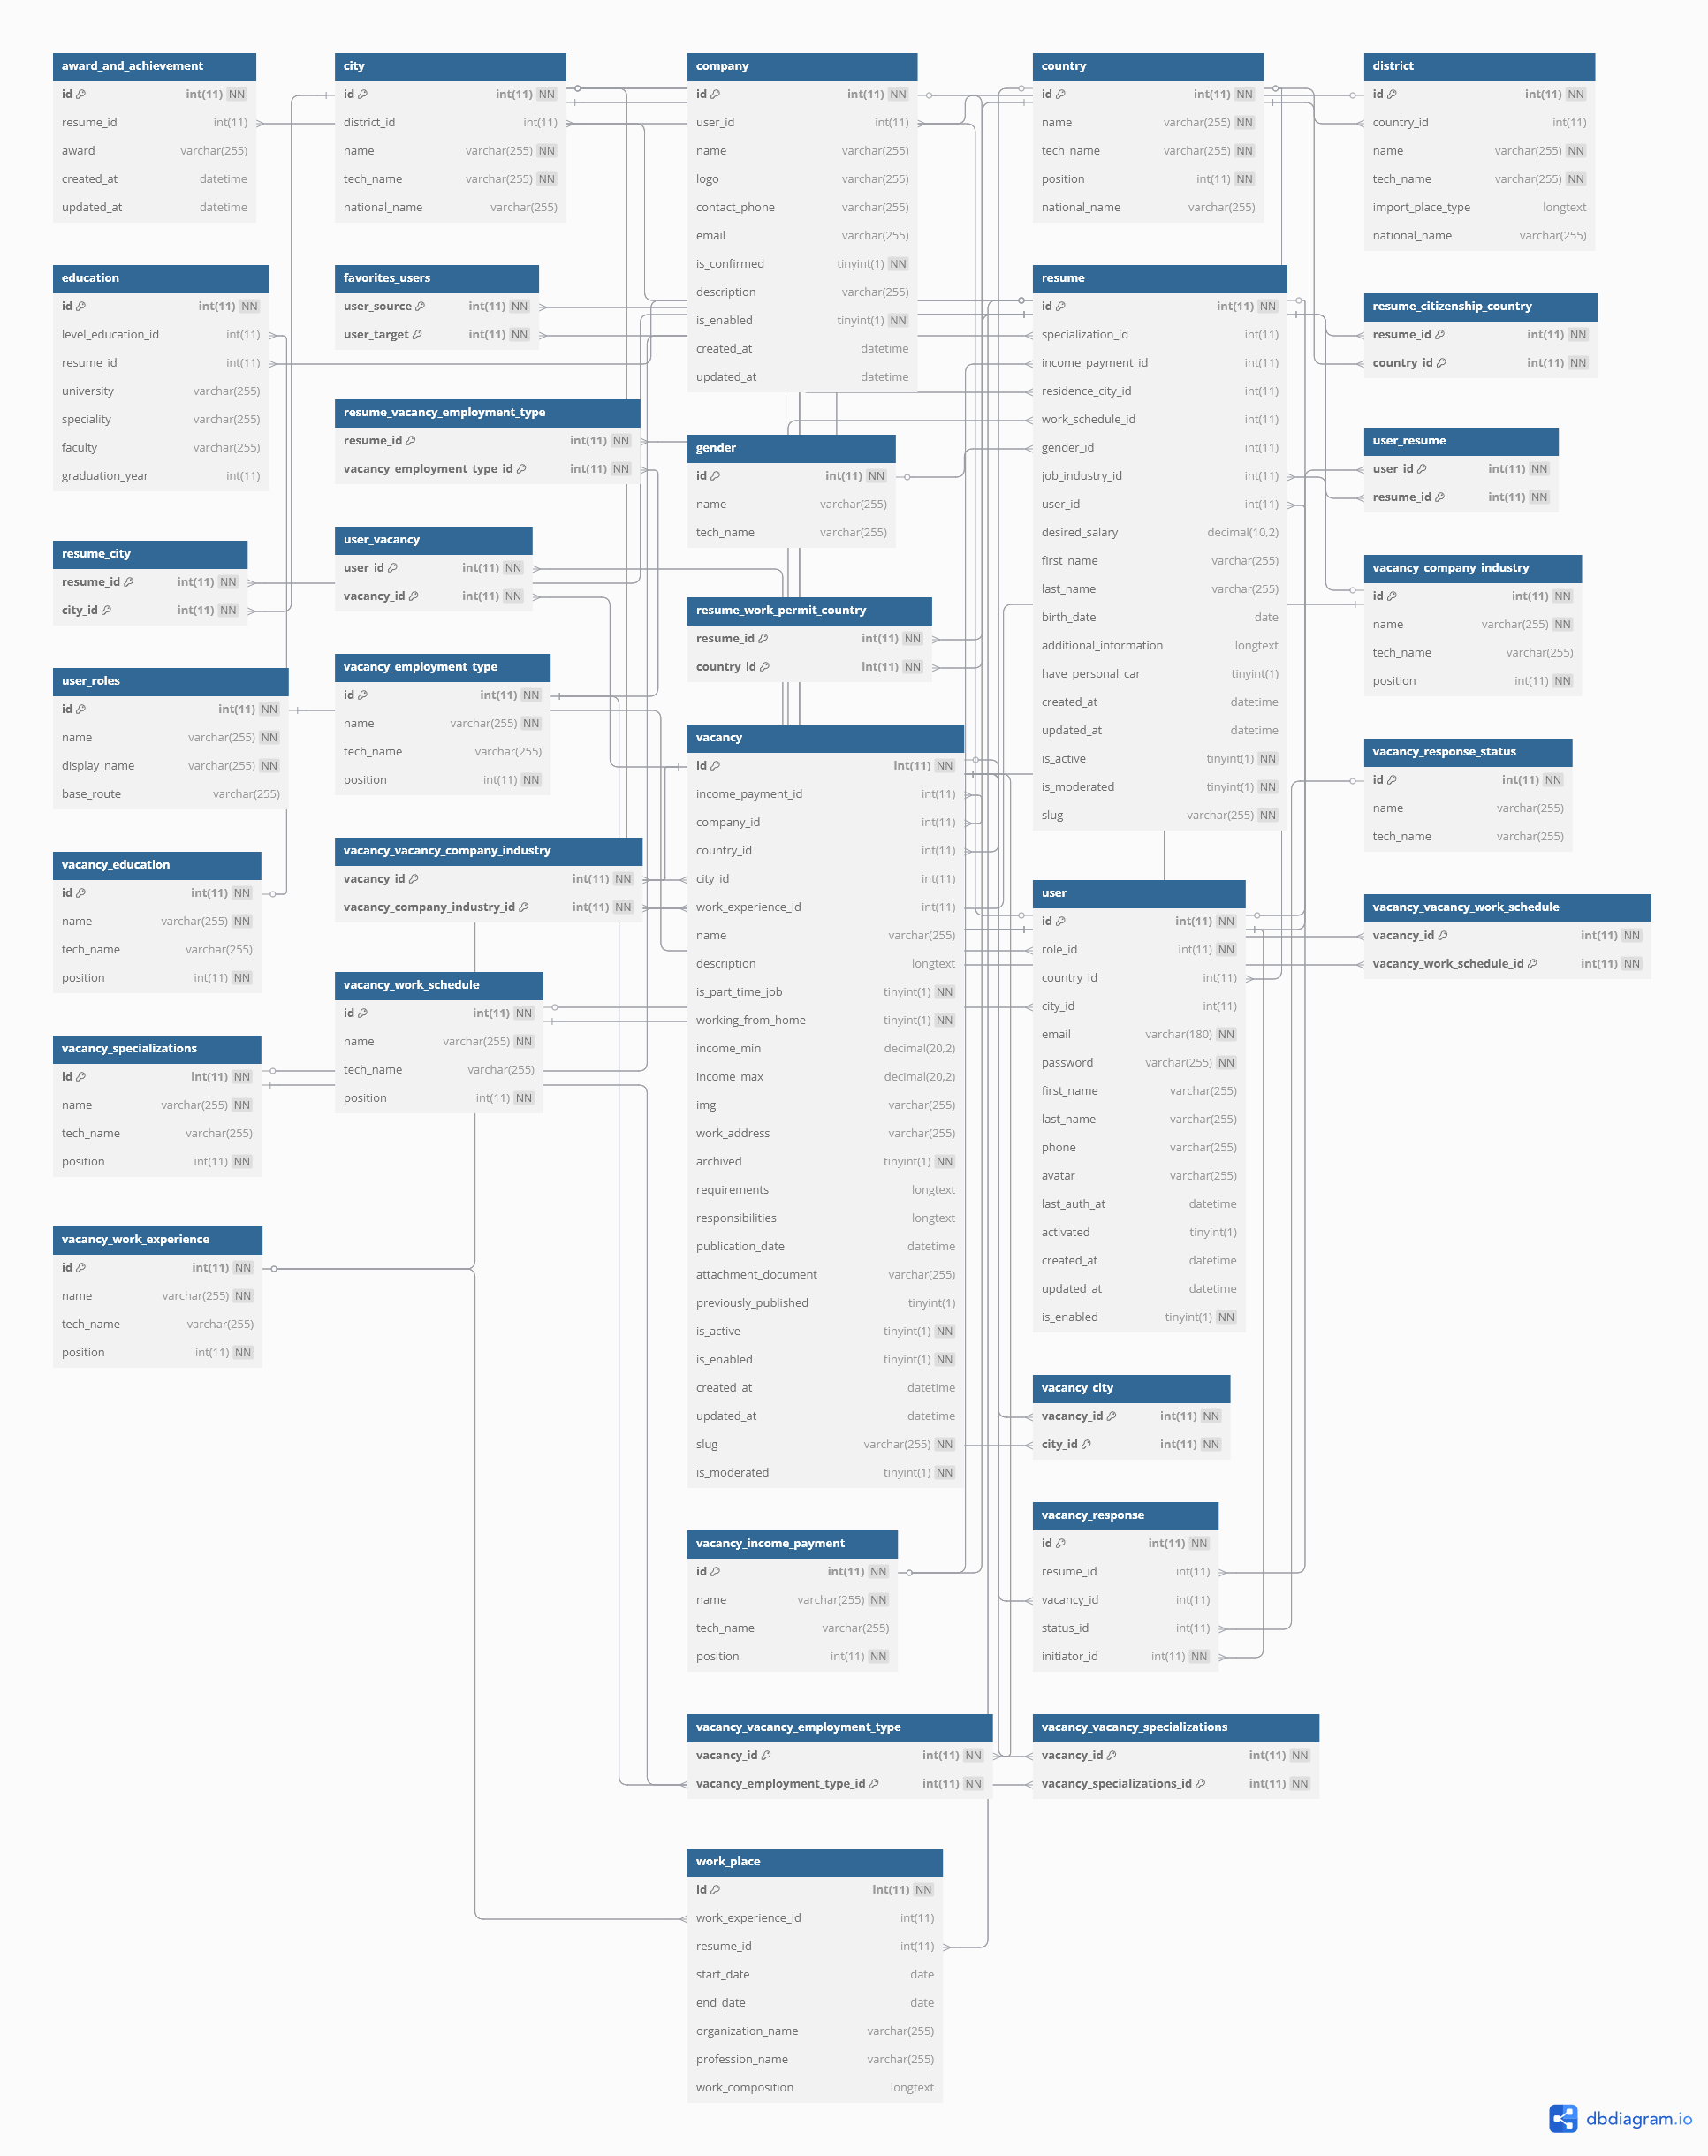 award_and_achievement
id int(11) NN
resume_id int(11)
award varchar(255)
created_at datetime
updated_at datetime
city
id int(11) NN
district_id int(11)
name varchar(255) NN
tech_name varchar(255) NN
national_name varchar(255)
company
id int(11) NN
user_id int(11)
name varchar(255)
logo varchar(255)
contact_phone varchar(255)
email varchar(255)
is_confirmed tinyint(1) NN
description varchar(255)
is_enabled tinyint(1) NN
created_at datetime
updated_at datetime
country
id int(11) NN
name varchar(255) NN
tech_name varchar(255) NN
position int(11) NN
national_name varchar(255)
district
id int(11) NN
country_id int(11)
name varchar(255) NN
tech_name varchar(255) NN
import_place_type longtext
national_name varchar(255)
education
id int(11) NN
level_education_id int(11)
resume_id int(11)
university varchar(255)
speciality varchar(255)
faculty varchar(255)
graduation_year int(11)
favorites_users
user_source int(11) NN
user_target int(11) NN
resume
id int(11) NN
specialization_id int(11)
income_payment_id int(11)
residence_city_id int(11)
work_schedule_id int(11)
gender_id int(11)
job_industry_id int(11)
user_id int(11)
desired_salary decimal(10,2)
first_name varchar(255)
last_name varchar(255)
birth_date date
additional_information longtext
have_personal_car tinyint(1)
created_at datetime
updated_at datetime
is_active tinyint(1) NN
is_moderated tinyint(1) NN
slug varchar(255) NN
resume_citizenship_country
resume_id int(11) NN
country_id int(11) NN
resume_vacancy_employment_type
resume_id int(11) NN
vacancy_employment_type_id int(11) NN
gender
id int(11) NN
name varchar(255)
tech_name varchar(255)
user_resume
user_id int(11) NN
resume_id int(11) NN
resume_city
resume_id int(11) NN
city_id int(11) NN
user_vacancy
user_id int(11) NN
vacancy_id int(11) NN
resume_work_permit_country
resume_id int(11) NN
country_id int(11) NN
vacancy_company_industry
id int(11) NN
name varchar(255) NN
tech_name varchar(255)
position int(11) NN
user_roles
id int(11) NN
name varchar(255) NN
display_name varchar(255) NN
base_route varchar(255)
vacancy_employment_type
id int(11) NN
name varchar(255) NN
tech_name varchar(255)
position int(11) NN
vacancy
id int(11) NN
income_payment_id int(11)
company_id int(11)
country_id int(11)
city_id int(11)
work_experience_id int(11)
name varchar(255)
description longtext
is_part_time_job tinyint(1) NN
working_from_home tinyint(1) NN
income_min decimal(20,2)
income_max decimal(20,2)
img varchar(255)
work_address varchar(255)
archived tinyint(1) NN
requirements longtext
responsibilities longtext
publication_date datetime
attachment_document varchar(255)
previously_published tinyint(1)
is_active tinyint(1) NN
is_enabled tinyint(1) NN
created_at datetime
updated_at datetime
slug varchar(255) NN
is_moderated tinyint(1) NN
vacancy_response_status
id int(11) NN
name varchar(255)
tech_name varchar(255)
vacancy_education
id int(11) NN
name varchar(255) NN
tech_name varchar(255)
position int(11) NN
vacancy_vacancy_company_industry
vacancy_id int(11) NN
vacancy_company_industry_id int(11) NN
user
id int(11) NN
role_id int(11) NN
country_id int(11)
city_id int(11)
email varchar(180) NN
password varchar(255) NN
first_name varchar(255)
last_name varchar(255)
phone varchar(255)
avatar varchar(255)
last_auth_at datetime
activated tinyint(1)
created_at datetime
updated_at datetime
is_enabled tinyint(1) NN
vacancy_vacancy_work_schedule
vacancy_id int(11) NN
vacancy_work_schedule_id int(11) NN
vacancy_work_schedule
id int(11) NN
name varchar(255) NN
tech_name varchar(255)
position int(11) NN
vacancy_specializations
id int(11) NN
name varchar(255) NN
tech_name varchar(255)
position int(11) NN
vacancy_work_experience
id int(11) NN
name varchar(255) NN
tech_name varchar(255)
position int(11) NN
vacancy_city
vacancy_id int(11) NN
city_id int(11) NN
vacancy_response
id int(11) NN
resume_id int(11)
vacancy_id int(11)
status_id int(11)
initiator_id int(11) NN
vacancy_income_payment
id int(11) NN
name varchar(255) NN
tech_name varchar(255)
position int(11) NN
vacancy_vacancy_employment_type
vacancy_id int(11) NN
vacancy_employment_type_id int(11) NN
vacancy_vacancy_specializations
vacancy_id int(11) NN
vacancy_specializations_id int(11) NN
work_place
id int(11) NN
work_experience_id int(11)
resume_id int(11)
start_date date
end_date date
organization_name varchar(255)
profession_name varchar(255)
work_composition longtext
dbdiagram.io